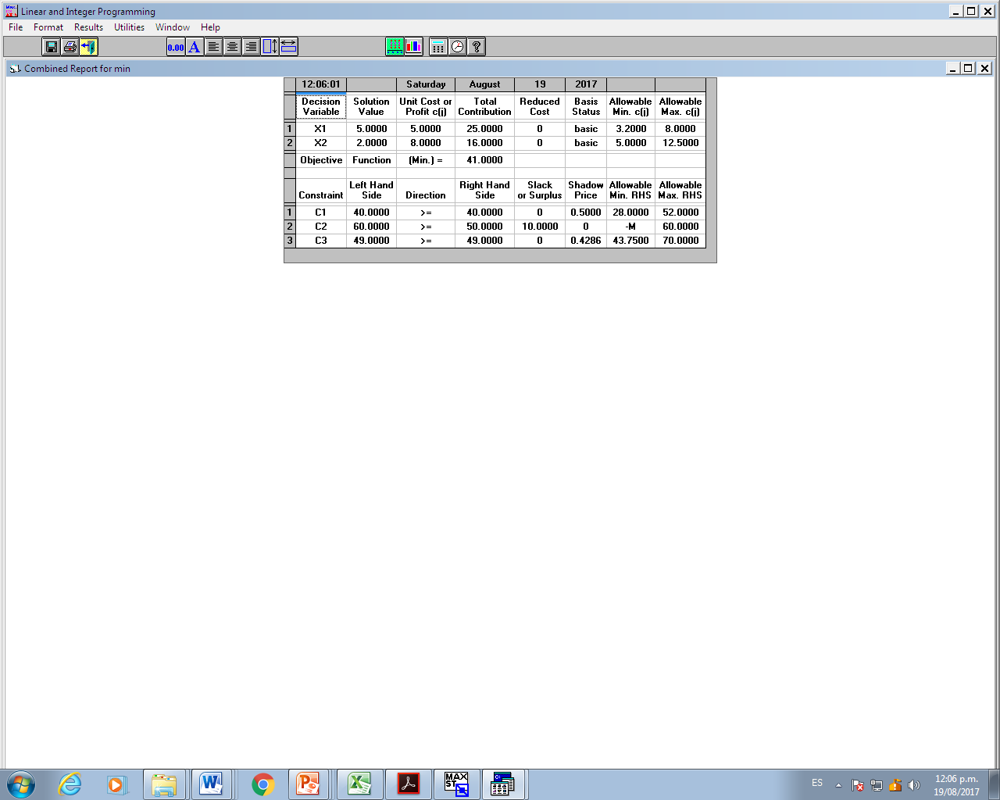 Linear and Integer Programming
File Format Results Utilities Window Help
0.00 A ?
Combined Report for min
12:06:01 Saturday August 19 2017
Decision Solution Unit Cost or Total Reduced Basis Allowable Allowable
Variable Value Profit c(j) Contribution Cost Status Min. c(j) Max. c(j)
1 X1 5.0000 5.0000 25.0000 0 basic 3.2000 8.0000
2 X2 2.0000 8.0000 16.0000 0 basic 5.0000 12.5000
Objective Function (Min.) = 41.0000
Left Hand Right Hand Slack Shadow Allowable Allowable
Constraint Side Direction Side or Surplus Price Min. RHS Max. RHS
1 C1 40.0000 >= 40.0000 0 0.5000 28.0000 52.0000
2 C2 60.0000 >= 50.0000 10.0000 0 -M 60.0000
3 C3 49.0000 >= 49.0000 0 0.4286 43.7500 70.0000
MAX
ST
ES
12:06 p.m.
19/08/2017